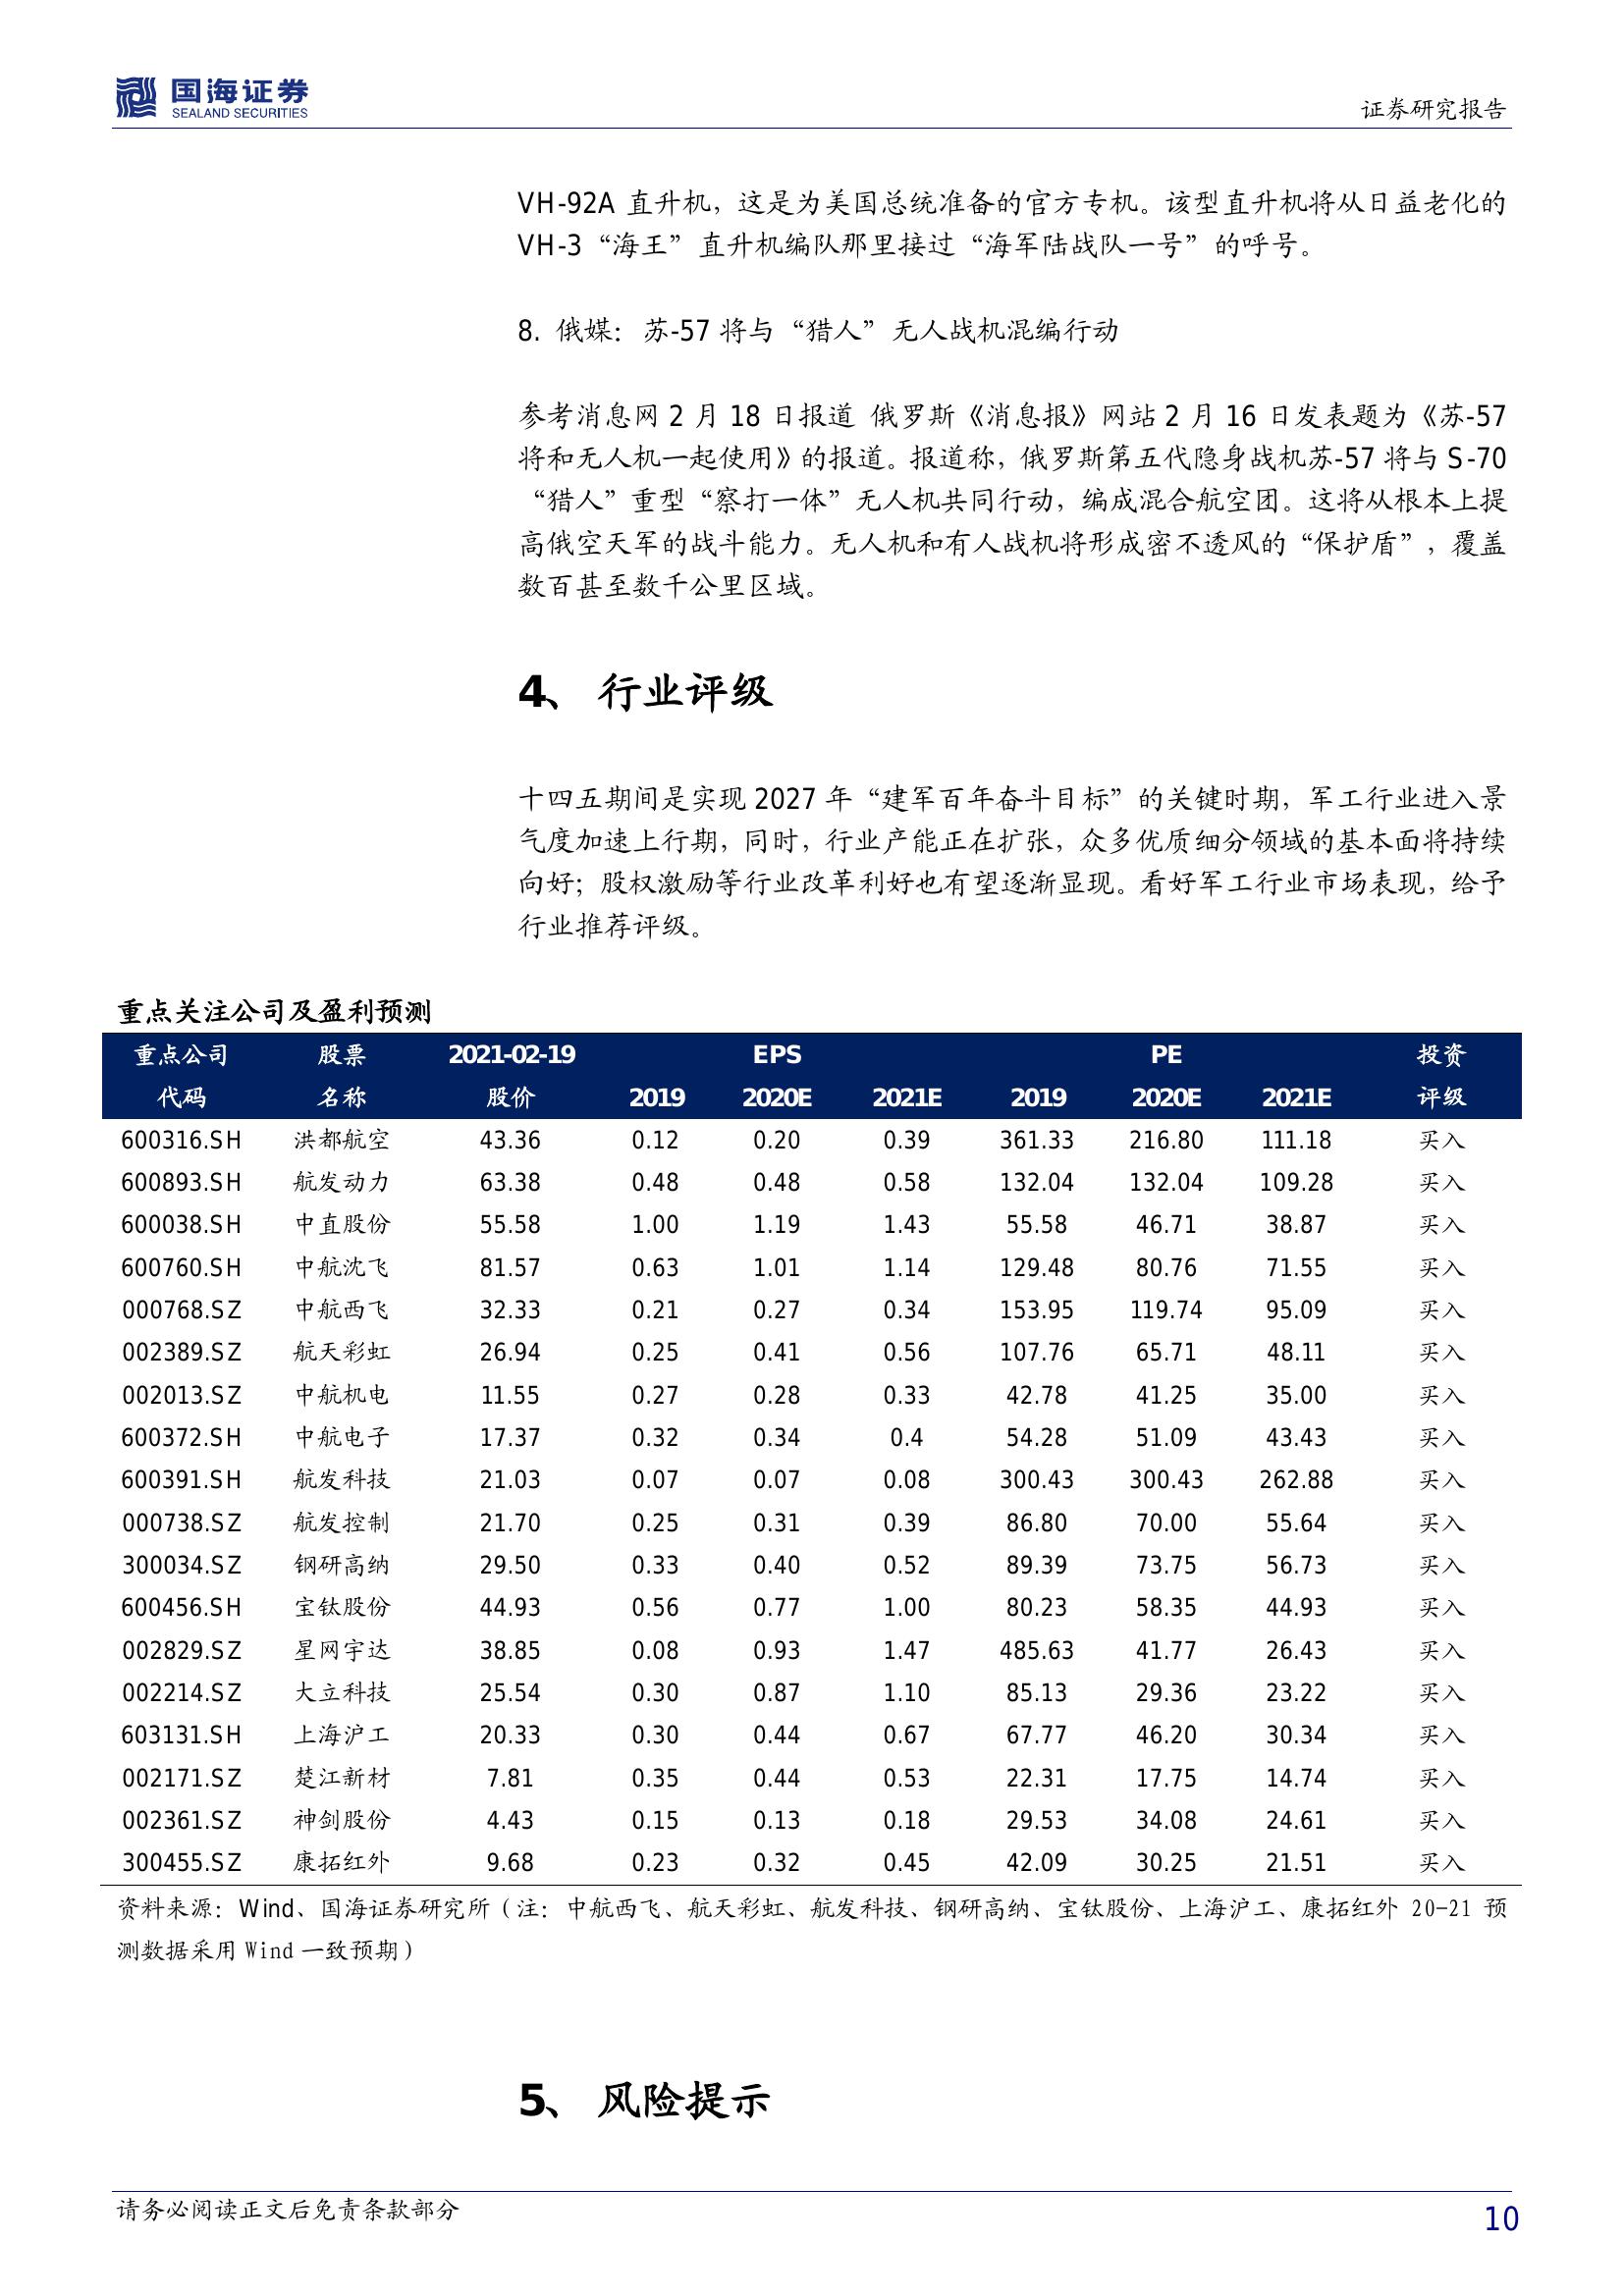 国海证券
SEALAND SECURITIES
证券研究报告
VH-92A 直升机，这是为美国总统准备的官方专机。该型直升机将从日益老化的
VH-3“海王”直升机编队那里接过“海军陆战队一号”的呼号。
8. 俄媒：苏-57 将与“猎人”无人战机混编行动
参考消息网 2 月 18 日报道 俄罗斯《消息报》网站 2 月 16 日发表题为《苏-57
将和无人机一起使用》的报道。报道称，俄罗斯第五代隐身战机苏-57 将与 S-70
“猎人”重型“察打一体”无人机共同行动，编成混合航空团。这将从根本上提
高俄空天军的战斗能力。无人机和有人战机将形成密不透风的“保护盾”，覆盖
数百甚至数千公里区域。
4、 行业评级
十四五期间是实现 2027 年“建军百年奋斗目标”的关键时期，军工行业进入景
气度加速上行期，同时，行业产能正在扩张，众多优质细分领域的基本面将持续
向好；股权激励等行业改革利好也有望逐渐显现。看好军工行业市场表现，给予
行业推荐评级。
重点关注公司及盈利预测
重点公司 股票 2021-02-19 EPS PE 投资
代码 名称 股价 2019 2020E 2021E 2019 2020E 2021E 评级
600316.SH 洪都航空 43.36 0.12 0.20 0.39 361.33 216.80 111.18 买入
600893.SH 航发动力 63.38 0.48 0.48 0.58 132.04 132.04 109.28 买入
600038.SH 中直股份 55.58 1.00 1.19 1.43 55.58 46.71 38.87 买入
600760.SH 中航沈飞 81.57 0.63 1.01 1.14 129.48 80.76 71.55 买入
000768.SZ 中航西飞 32.33 0.21 0.27 0.34 153.95 119.74 95.09 买入
002389.SZ 航天彩虹 26.94 0.25 0.41 0.56 107.76 65.71 48.11 买入
002013.SZ 中航机电 11.55 0.27 0.28 0.33 42.78 41.25 35.00 买入
600372.SH 中航电子 17.37 0.32 0.34 0.4 54.28 51.09 43.43 买入
600391.SH 航发科技 21.03 0.07 0.07 0.08 300.43 300.43 262.88 买入
000738.SZ 航发控制 21.70 0.25 0.31 0.39 86.80 70.00 55.64 买入
300034.SZ 钢研高纳 29.50 0.33 0.40 0.52 89.39 73.75 56.73 买入
600456.SH 宝钛股份 44.93 0.56 0.77 1.00 80.23 58.35 44.93 买入
002829.SZ 星网宇达 38.85 0.08 0.93 1.47 485.63 41.77 26.43 买入
002214.SZ 大立科技 25.54 0.30 0.87 1.10 85.13 29.36 23.22 买入
603131.SH 上海沪工 20.33 0.30 0.44 0.67 67.77 46.20 30.34 买入
002171.SZ 楚江新材 7.81 0.35 0.44 0.53 22.31 17.75 14.74 买入
002361.SZ 神剑股份 4.43 0.15 0.13 0.18 29.53 34.08 24.61 买入
300455.SZ 康拓红外 9.68 0.23 0.32 0.45 42.09 30.25 21.51 买入
资料来源：Wind、国海证券研究所（注：中航西飞、航天彩虹、航发科技、钢研高纳、宝钛股份、上海沪工、康拓红外 20-21 预
测数据采用 Wind 一致预期）
5、 风险提示
请务必阅读正文后免责条款部分
10